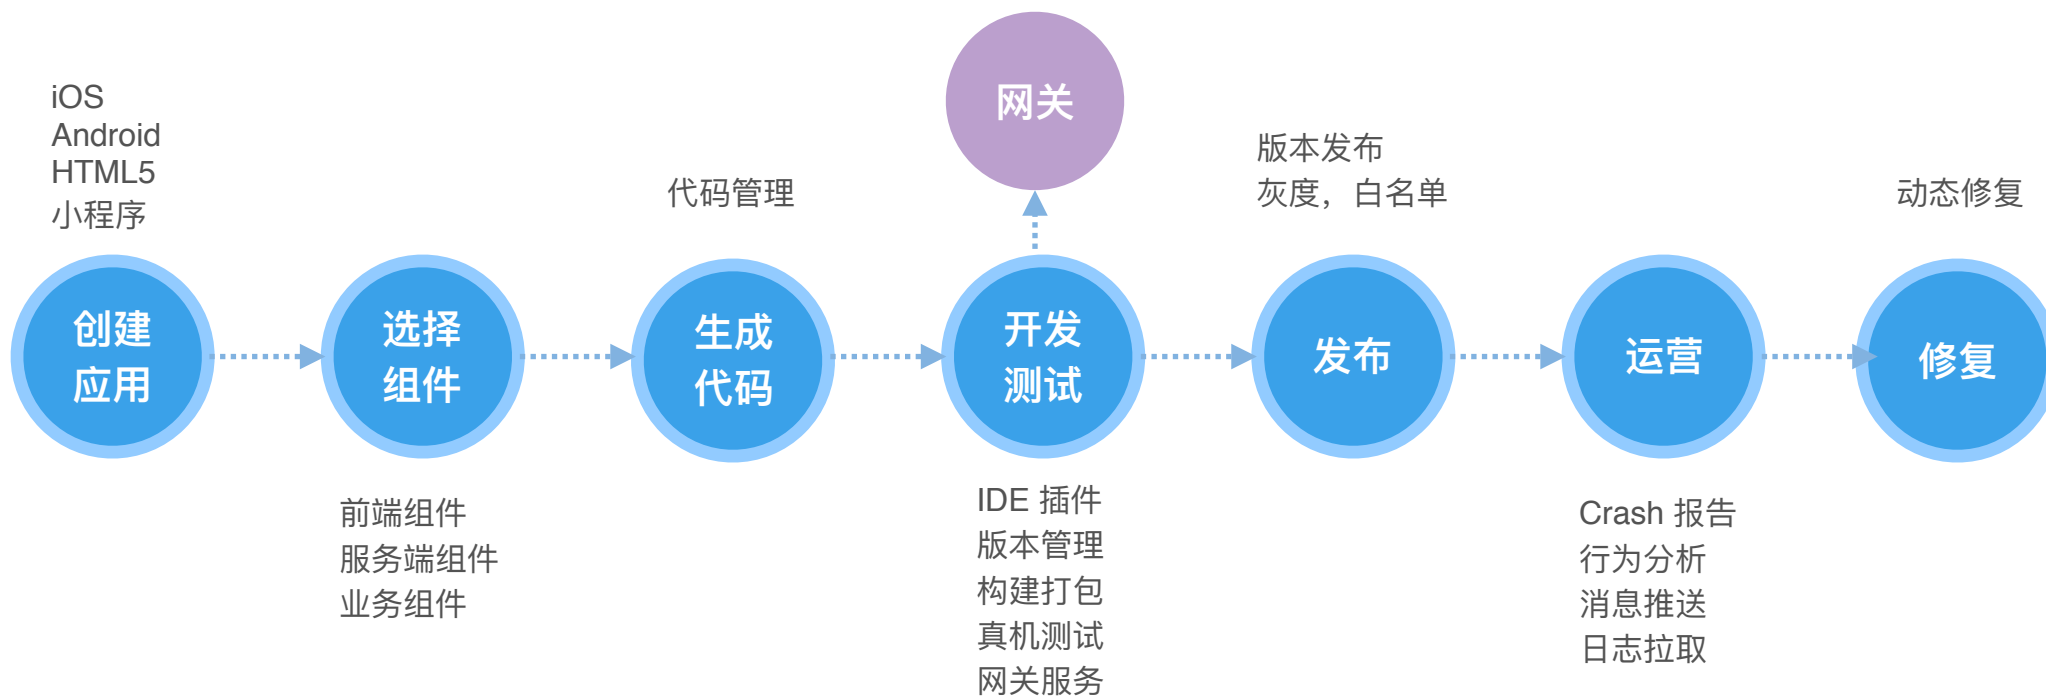 网关
iOS
Android
HTML5
小程序
代码管理
版本发布
灰度，白名单
动态修复
创建
应用
选择
组件
生成
代码
开发
测试
发布
运营
修复
前端组件
服务端组件
业务组件
IDE 插件
版本管理
构建打包
真机测试
网关服务
Crash 报告
行为分析
消息推送
日志拉取